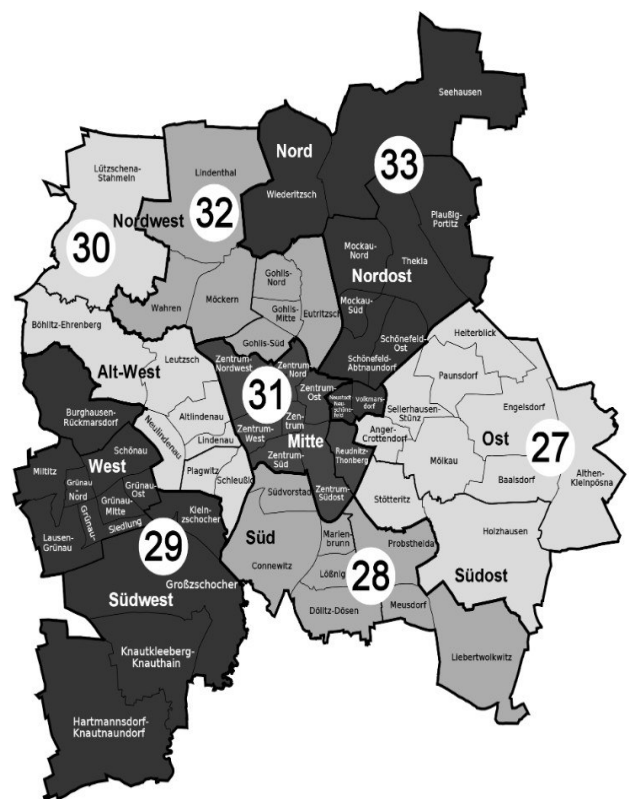 Seehausen
Nord
33
Lützschena-
Stahmeln
Lindenthal
Wiederitzsch
Nordwest
32
30
Plaußig-
Portitz
Mockau-
Nord
Thekla
Nordost
Gohlis-
Nord
Möckern
Wahren
Gohlis-
Mitte
Eutritzsch
Mockau-
Süd
Böhlitz-Ehrenberg
Gohlis-Süd
Schönefeld-
Ost
Schönefeld-
Abtnaundorf
Heiterblick
Leutzsch
Zentrum-
Nordwest
Zentrum-
Nord
Alt-West
31
Zentrum-
Ost
Volkmars-
dorf
Paunsdorf
Burghausen-
Rückmarsdorf
Altlindenau
Neulindenau
Lindenau
Zentrum-
West
Zen-
trum
Mitte
Sellerhausen-
Stünz
Engelsdorf
Anger-
Crottendorf
Ost
27
Schönau
West
Reudnitz-
Thonberg
Zentrum-
Süd
Mölkau
Miltitz
Grünau
Nord
Grünau-
Ost
Grünau-
Mitte
Grünau-
Siedlung
Plagwitz
Schleußig
Baalsdorf
Althen-
Kleinpösna
Zentrum-
Südost
Südvorstadt
Stötteritz
Klein-
zschocher
Lausen-
Grünau
29
Süd
Marien-
brunn
Probstheida
Holzhausen
Connewitz
Lößnig
28
Südost
Großzschocher
Südwest
Dölitz-Dösen
Meusdorf
Knautkleeberg-
Knauthain
Liebertwolkwitz
Hartmannsdorf-
Knautnaundorf